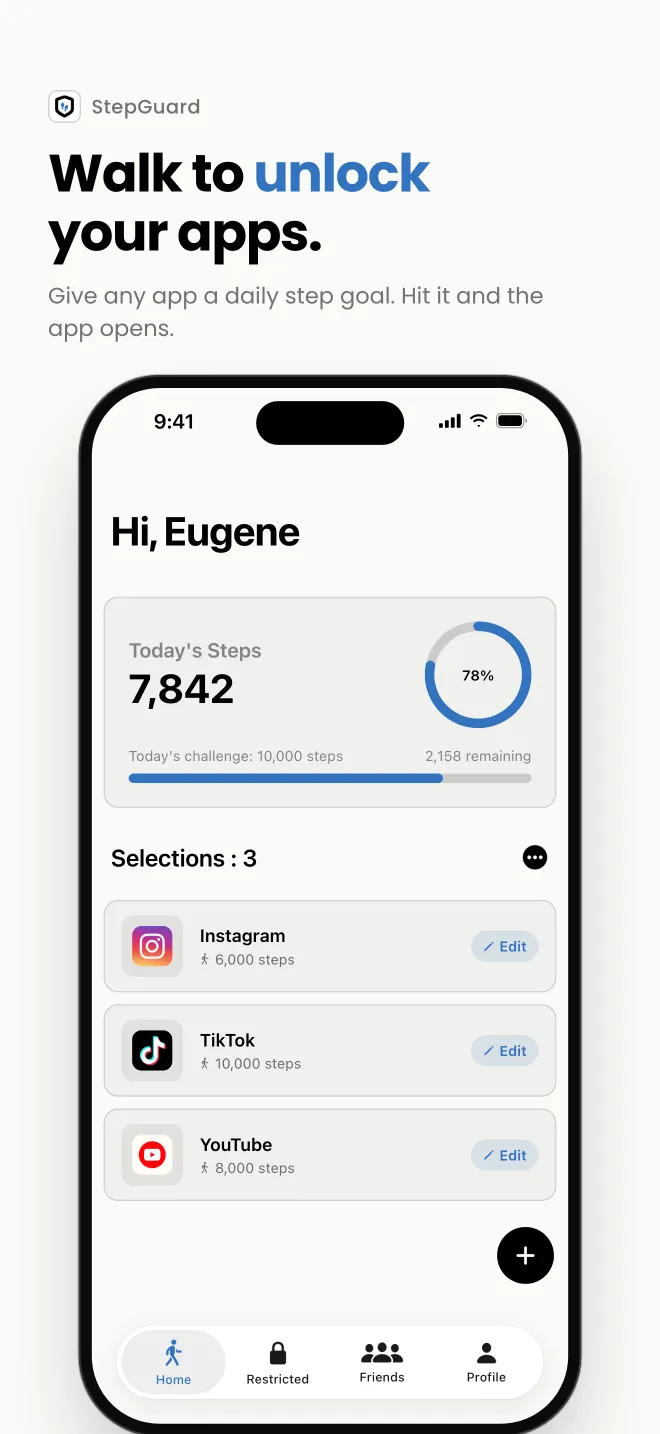 StepGuard
Walk to unlock
your apps.
Give any app a daily step goal. Hit it and the
app opens.
9:41
Hi, Eugene
Today's Steps
7,842
78%
Today's challenge: 10,000 steps
2,158 remaining
Selections : 3
Instagram
6,000 steps
Edit
TikTok
10,000 steps
Edit
YouTube
8,000 steps
Edit
Home
Restricted
Friends
Profile